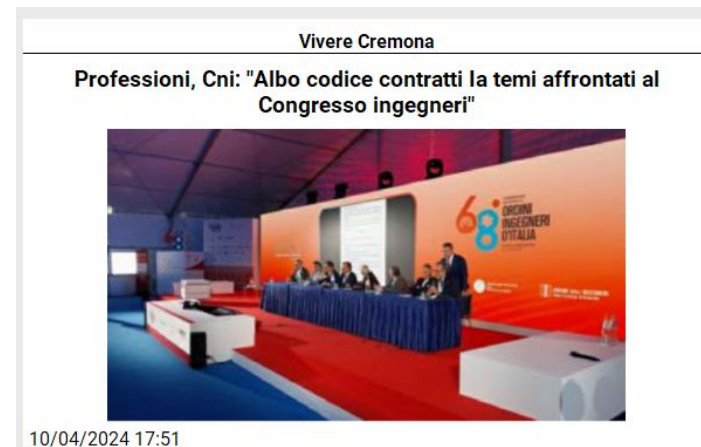 Vivere Cremona
Professioni, Cni: "Albo codice contratti Ia temi affrontati al
Congresso ingegneri"
68°
ORDINI
INGEGNERI
D'ITALIA
10/04/2024 17:51